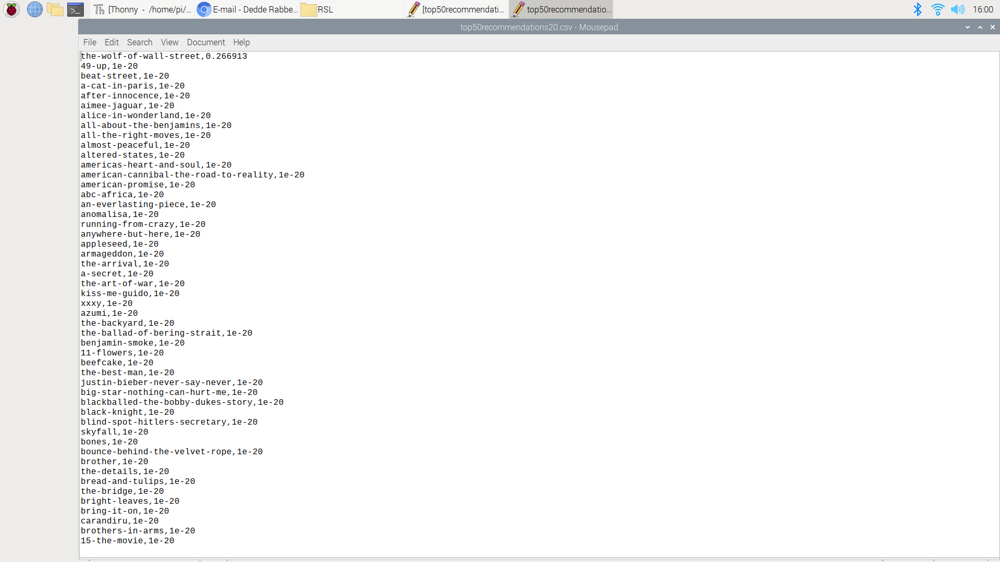 [Thonny - /home/pi/... E-mail - Dedde Rabbe... RSL [top50recommendati... top50recommendatio... 16:00
top50recommendations20.csv - Mousepad
File Edit Search View Document Help
the-wolf-of-wall-street,0.266913
49-up,1e-20
beat-street,1e-20
a-cat-in-paris,1e-20
after-innocence,1e-20
aimee-jaguar,1e-20
alice-in-wonderland,1e-20
all-about-the-benjamins,1e-20
all-the-right-moves,1e-20
almost-peaceful,1e-20
altered-states,1e-20
americas-heart-and-soul,1e-20
american-cannibal-the-road-to-reality,1e-20
american-promise,1e-20
abc-africa,1e-20
an-everlasting-piece,1e-20
anomalisa,1e-20
running-from-crazy,1e-20
anywhere-but-here,1e-20
appleseed,1e-20
armageddon,1e-20
the-arrival,1e-20
a-secret,1e-20
the-art-of-war,1e-20
kiss-me-guido,1e-20
xxxy,1e-20
azumi,1e-20
the-backyard,1e-20
the-ballad-of-bering-strait,1e-20
benjamin-smoke,1e-20
11-flowers,1e-20
beefcake,1e-20
the-best-man,1e-20
justin-bieber-never-say-never,1e-20
big-star-nothing-can-hurt-me,1e-20
blackballed-the-bobby-dukes-story,1e-20
black-knight,1e-20
blind-spot-hitlers-secretary,1e-20
skyfall,1e-20
bones,1e-20
bounce-behind-the-velvet-rope,1e-20
brother,1e-20
the-details,1e-20
bread-and-tulips,1e-20
the-bridge,1e-20
bright-leaves,1e-20
bring-it-on,1e-20
carandiru,1e-20
brothers-in-arms,1e-20
15-the-movie,1e-20